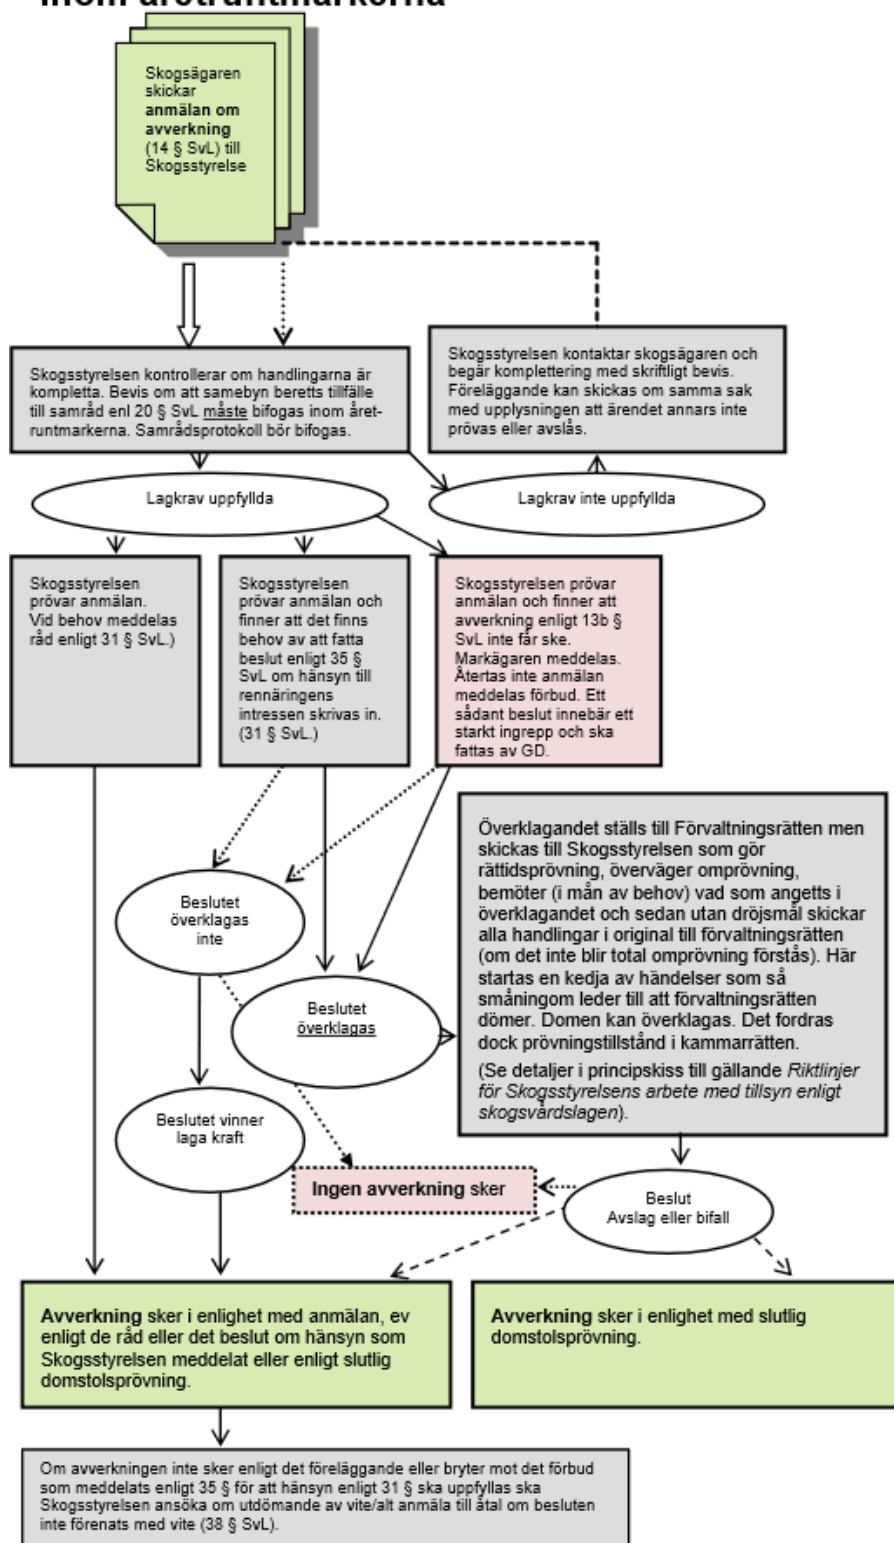 inom åretruntmarkerna
Skogsägaren
skickar
anmälan om
avverkning
(14 § SvL) till
Skogsstyrelse
Skogsstyrelsen kontrollerar om handlingarna är
kompletta. Bevis om att samebyn beretts tillfälle
till samråd enl 20 § SvL måste bifogas inom året-
runtmarkerna. Samrådsprotokoll bör bifogas.
Skogsstyrelsen kontaktar skogsägaren och
begär komplettering med skriftligt bevis.
Föreläggande kan skickas om samma sak
med upplysningen att ärendet annars inte
prövas eller avslås.
Lagkrav uppfyllda
Lagkrav inte uppfyllda
Skogsstyrelsen
prövar anmälan.
Vid behov meddelas
råd enligt 31 § SvL.)
Skogsstyrelsen
prövar anmälan och
finner att det finns
behov av att fatta
beslut enligt 35 §
SvL om hänsyn till
rennäringens
intressen skrivas in.
(31 § SvL.)
Skogsstyrelsen prövar
anmälan och finner att
avverkning enligt 13b §
SvL inte får ske.
Markägaren meddelas.
Återtas inte anmälan
meddelas förbud. Ett
sådant beslut innebär ett
starkt ingrepp och ska
fattas av GD.
Beslutet
överklagas
inte
Beslutet
överklagas
Överklagandet ställs till Förvaltningsrätten men
skickas till Skogsstyrelsen som gör
rättidsprövning, överväger omprövning,
bemöter (i mån av behov) vad som angetts i
överklagandet och sedan utan dröjsmål skickar
alla handlingar i original till förvaltningsrätten
(om det inte blir total omprövning förstås). Här
startas en kedja av händelser som så
småningom leder till att förvaltningsrätten
dömer. Domen kan överklagas. Det fordras
dock prövningstillstånd i kammarrätten.
(Se detaljer i principskiss till gällande Riktlinjer
för Skogsstyrelsens arbete med tillsyn enligt
skogsvårdslagen).
Beslutet vinner
laga kraft
Ingen avverkning sker
Beslut
Avslag eller bifall
Avverkning sker i enlighet med anmälan, ev
enligt de råd eller det beslut om hänsyn som
Skogsstyrelsen meddelat eller enligt slutlig
domstolsprövning.
Avverkning sker i enlighet med slutlig
domstolsprövning.
Om avverkningen inte sker enligt det föreläggande eller bryter mot det förbud
som meddelats enligt 35 § för att hänsyn enligt 31 § ska uppfyllas ska
Skogsstyrelsen ansöka om utdömande av vite/alt anmäla till åtal om besluten
inte förenats med vite (38 § SvL).